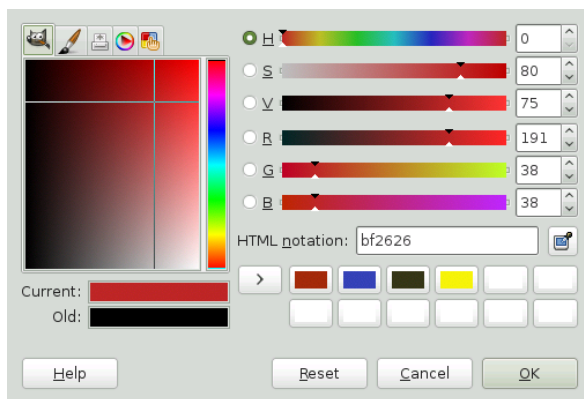 H 0
S 80
V 75
R 191
G 38
B 38
HTML notation: bf2626
>
Current:
Old:
Help Reset Cancel OK